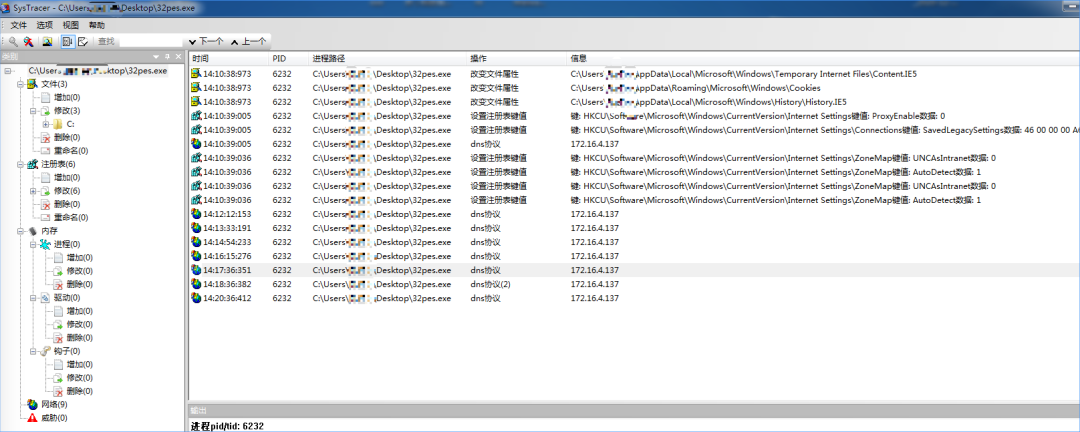 SysTracer - C:\Users\ Desktop\32pes.exe
文件 选项 视图 帮助
查找 下一个 上一个
C:\Users\ ktop\32pes.exe
文件(3)
增加(0)
修改(3)
C:
删除(0)
重命名(0)
注册表(6)
增加(0)
修改(6)
删除(0)
重命名(0)
内存
进程(0)
增加(0)
修改(0)
删除(0)
驱动(0)
增加(0)
修改(0)
删除(0)
钩子(0)
增加(0)
修改(0)
删除(0)
网络(9)
威胁(0)
时间 PID 进程路径 操作 信息
14:10:38:973 6232 C:\Users \Desktop\32pes.exe 改变文件属性 C:\Users AppData\Local\Microsoft\Windows\Temporary Internet Files\Content.IE5
14:10:38:973 6232 C:\Users \Desktop\32pes.exe 改变文件属性 C:\Users AppData\Roaming\Microsoft\Windows\Cookies
14:10:38:973 6232 C:\Users \Desktop\32pes.exe 改变文件属性 C:\Users AppData\Local\Microsoft\Windows\History\History.IE5
14:10:39:005 6232 C:\Users \Desktop\32pes.exe 设置注册表键值 键: HKCU\Software\Microsoft\Windows\CurrentVersion\Internet Settings键值: ProxyEnable数据: 0
14:10:39:005 6232 C:\Users \Desktop\32pes.exe 设置注册表键值 键: HKCU\Software\Microsoft\Windows\CurrentVersion\Internet Settings\Connections键值: SavedLegacySettings数据: 46 00 00 00 A
14:10:39:005 6232 C:\Users \Desktop\32pes.exe dns协议 172.16.4.137
14:10:39:036 6232 C:\Users \Desktop\32pes.exe 设置注册表键值 键: HKCU\Software\Microsoft\Windows\CurrentVersion\Internet Settings\ZoneMap键值: UNCAsIntranet数据: 0
14:10:39:036 6232 C:\Users \Desktop\32pes.exe 设置注册表键值 键: HKCU\Software\Microsoft\Windows\CurrentVersion\Internet Settings\ZoneMap键值: AutoDetect数据: 1
14:10:39:036 6232 C:\Users \Desktop\32pes.exe 设置注册表键值 键: HKCU\Software\Microsoft\Windows\CurrentVersion\Internet Settings\ZoneMap键值: UNCAsIntranet数据: 0
14:10:39:036 6232 C:\Users \Desktop\32pes.exe 设置注册表键值 键: HKCU\Software\Microsoft\Windows\CurrentVersion\Internet Settings\ZoneMap键值: AutoDetect数据: 1
14:12:12:153 6232 C:\Users \Desktop\32pes.exe dns协议 172.16.4.137
14:13:33:191 6232 C:\Users \Desktop\32pes.exe dns协议 172.16.4.137
14:14:54:233 6232 C:\Users \Desktop\32pes.exe dns协议 172.16.4.137
14:16:15:276 6232 C:\Users \Desktop\32pes.exe dns协议 172.16.4.137
14:17:36:351 6232 C:\Users \Desktop\32pes.exe dns协议 172.16.4.137
14:18:36:382 6232 C:\Users\ Desktop\32pes.exe dns协议(2) 172.16.4.137
14:20:36:412 6232 C:\Users\ Desktop\32pes.exe dns协议 172.16.4.137
输出
进程pid/tid: 6232